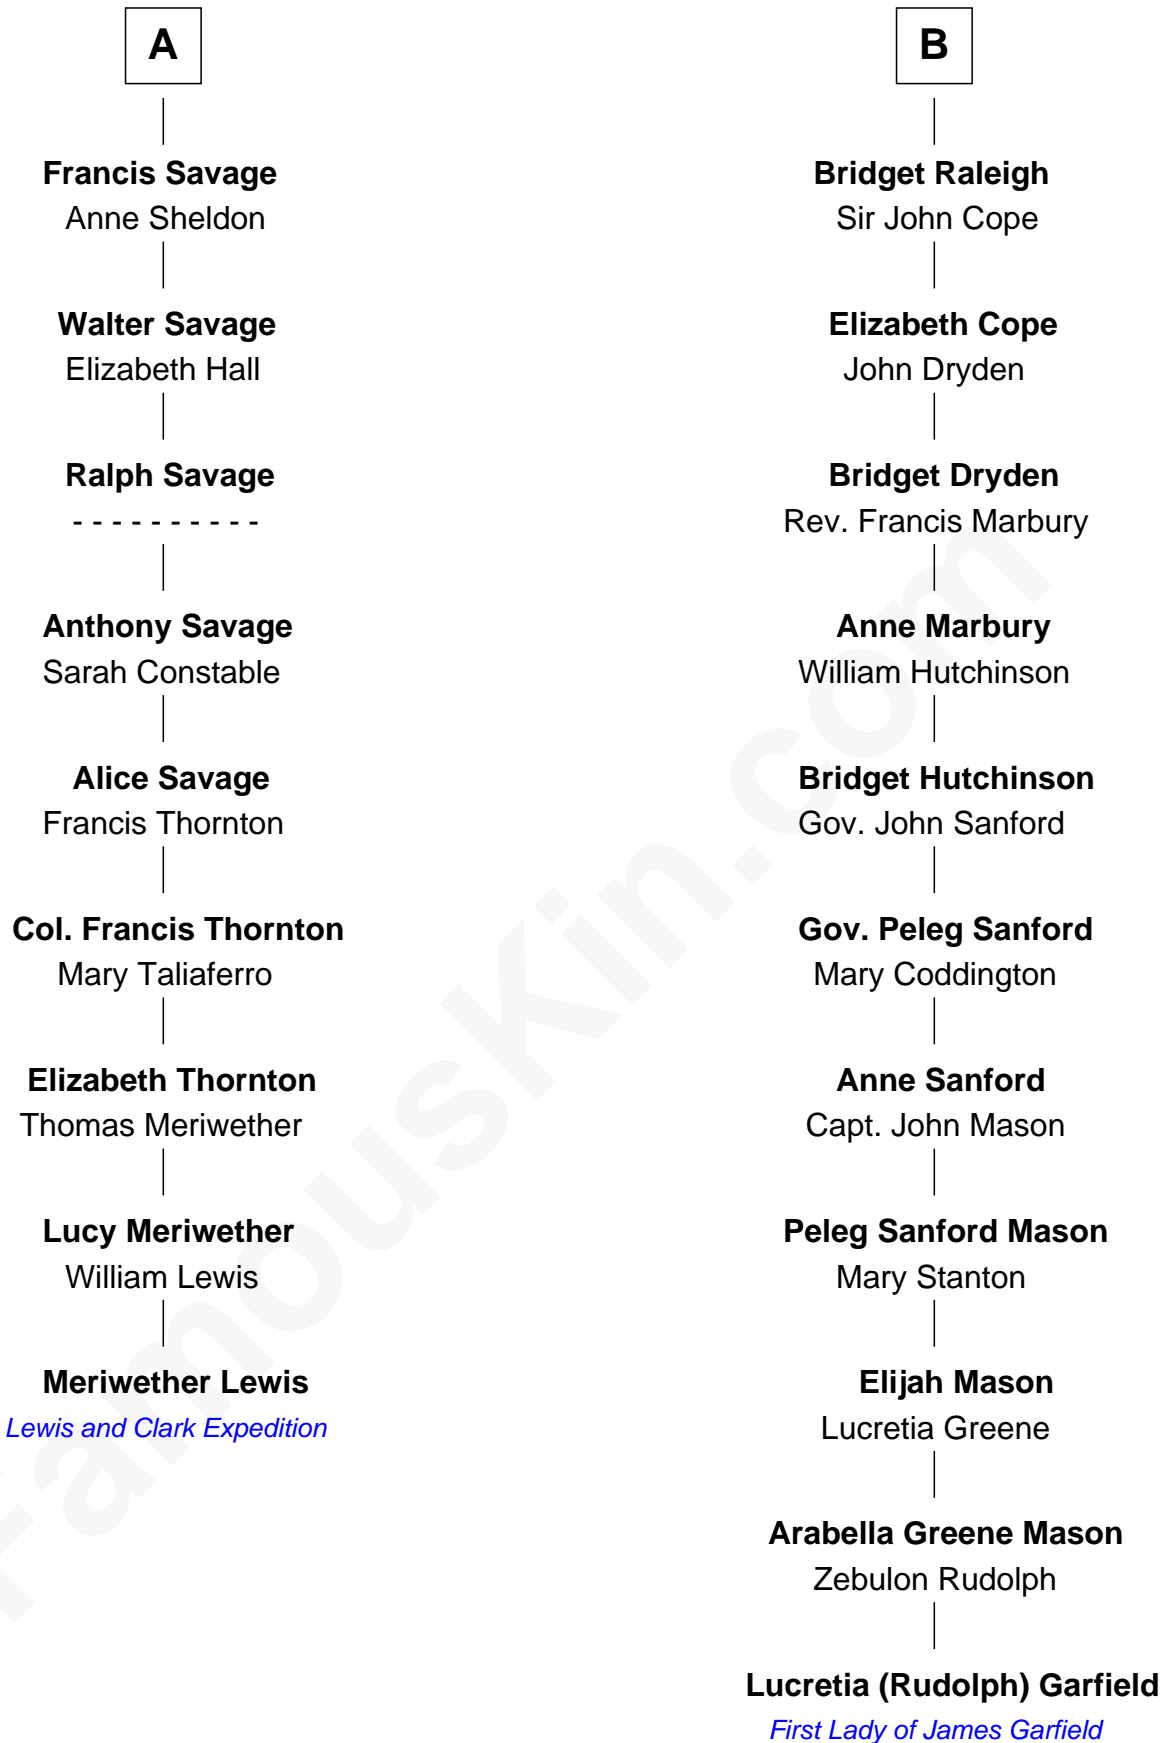 A
Francis Savage
Anne Sheldon
Walter Savage
Elizabeth Hall
Ralph Savage
- - - - - - - - - -
Anthony Savage
Sarah Constable
Alice Savage
Francis Thornton
Col. Francis Thornton
Mary Taliaferro
Elizabeth Thornton
Thomas Meriwether
Lucy Meriwether
William Lewis
Meriwether Lewis
Lewis and Clark Expedition
B
Bridget Raleigh
Sir John Cope
Elizabeth Cope
John Dryden
Bridget Dryden
Rev. Francis Marbury
Anne Marbury
William Hutchinson
Bridget Hutchinson
Gov. John Sanford
Gov. Peleg Sanford
Mary Coddington
Anne Sanford
Capt. John Mason
Peleg Sanford Mason
Mary Stanton
Elijah Mason
Lucretia Greene
Arabella Greene Mason
Zebulon Rudolph
Lucretia (Rudolph) Garfield
First Lady of James Garfield
FamousKin.com